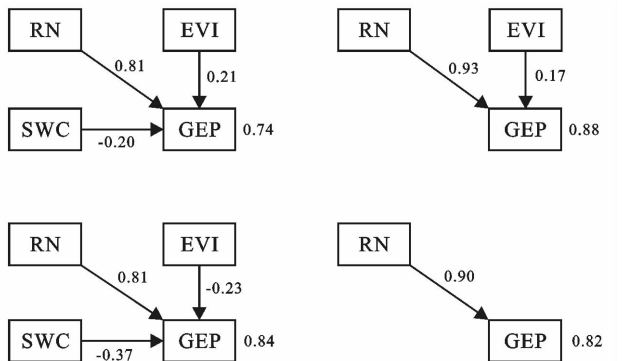 RN EVI RN EVI
0.81 0.21 0.93 0.17
SWC -0.20 GEP 0.74 GEP 0.88
RN EVI RN
0.81 -0.23 0.90
SWC -0.37 GEP 0.84 GEP 0.82